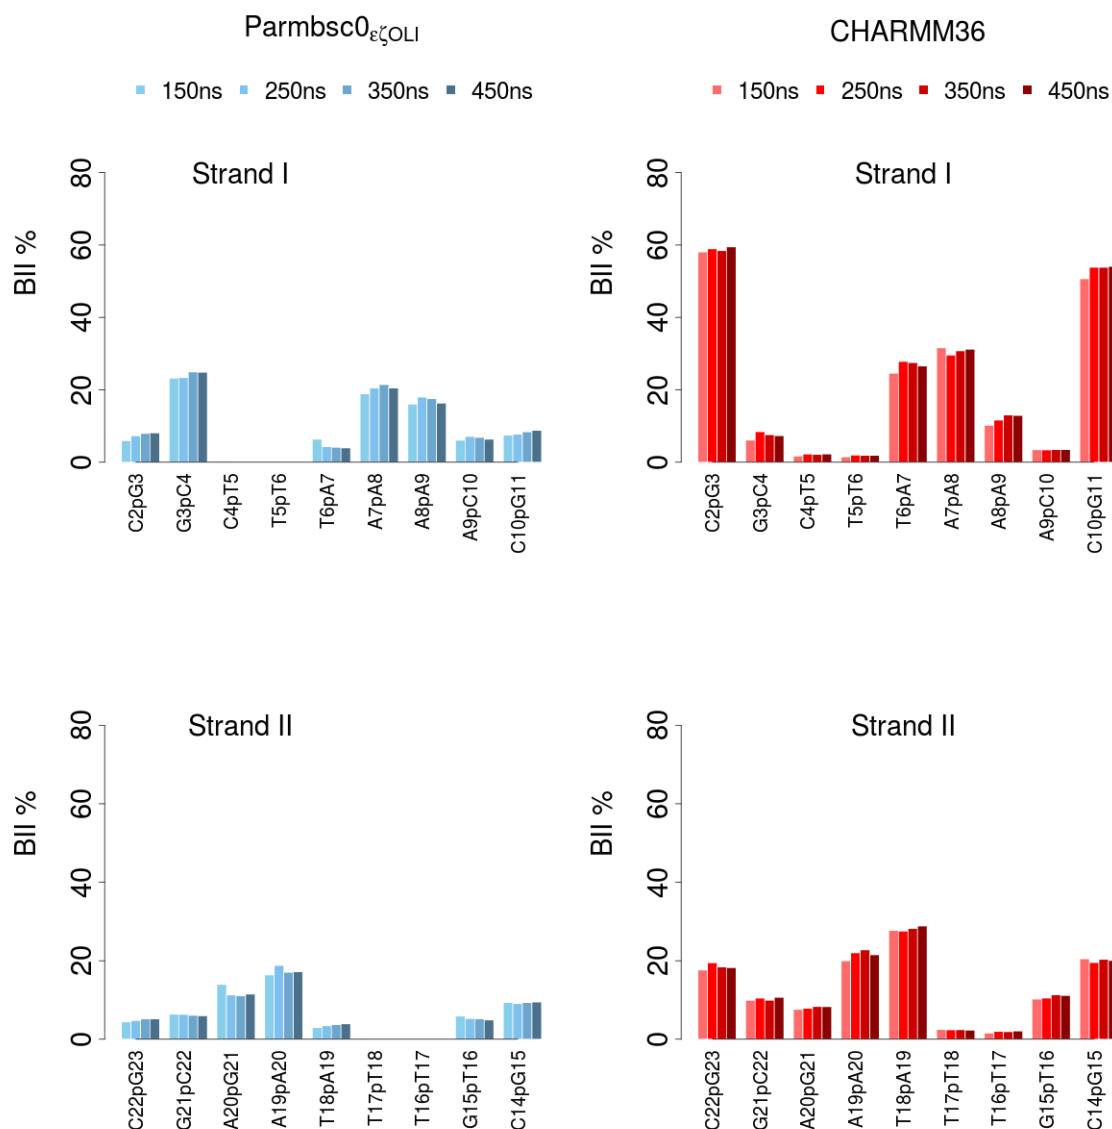 Parmbsc0εζOLI
150ns 250ns 350ns 450ns
Strand I
BII %
0 20 40 60 80
C2pG3 G3pC4 C4pT5 T5pT6 T6pA7 A7pA8 A8pA9 A9pC10 C10pG11
CHARMM36
150ns 250ns 350ns 450ns
Strand I
BII %
0 20 40 60 80
C2pG3 G3pC4 C4pT5 T5pT6 T6pA7 A7pA8 A8pA9 A9pC10 C10pG11
Strand II
BII %
0 20 40 60 80
C22pG23 G21pC22 A20pG21 A19pA20 T18pA19 T17pT18 T16pT17 G15pT16 C14pG15
Strand II
BII %
0 20 40 60 80
C22pG23 G21pC22 A20pG21 A19pA20 T18pA19 T17pT18 T16pT17 G15pT16 C14pG15